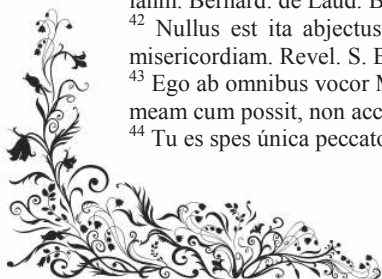 Iamm. Bernard. de Laud. B
42 Nullus est ita abjectus
misericordiam. Revel. S. E
43 Ego ab omnibus vocor M
meam cum possit, non acc
44 Tu es spes única peccato